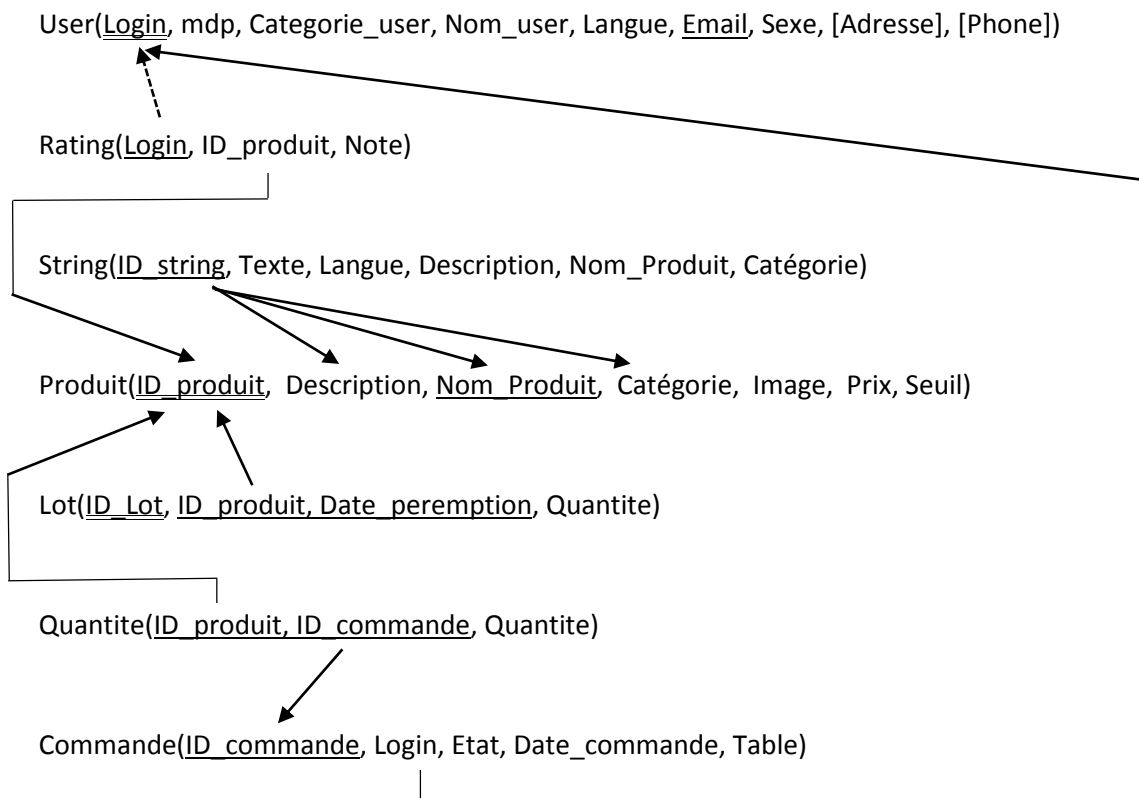 User(Login, mdp, Categorie_user, Nom_user, Langue, Email, Sexe, [Adresse], [Phone])
Rating(Login, ID_produit, Note)
String(ID_string, Texte, Langue, Description, Nom_Produit, Catégorie)
Produit(ID_produit, Description, Nom_Produit, Catégorie, Image, Prix, Seuil)
Lot(ID_Lot, ID_produit, Date_peremption, Quantite)
Quantite(ID_produit, ID_commande, Quantite)
Commande(ID_commande, Login, Etat, Date_commande, Table)